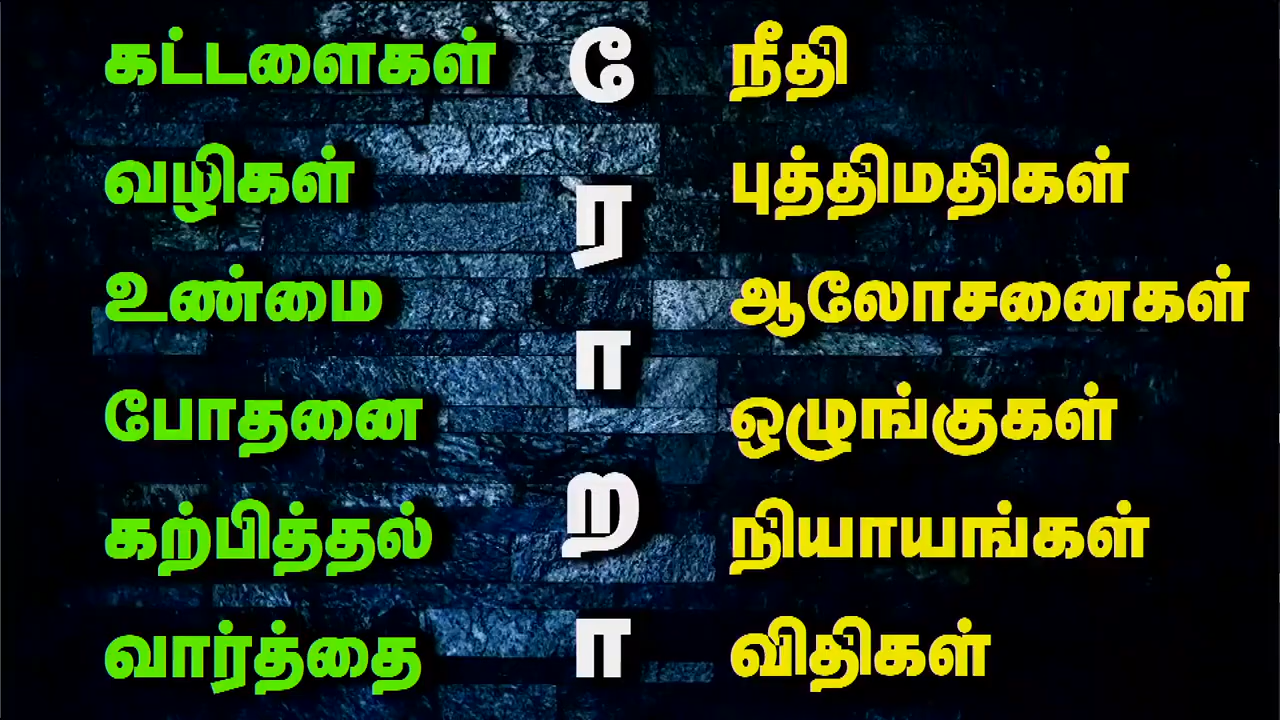 கட்டளைகள்
வழிகள்
உண்மை
போதனை
கற்பித்தல்
வார்த்தை
டோ
ர
ா
ற
ா
நீதி
புத்திமதிகள்
ஆலோசனைகள்
ஒழுங்குகள்
நியாயங்கள்
விதிகள்